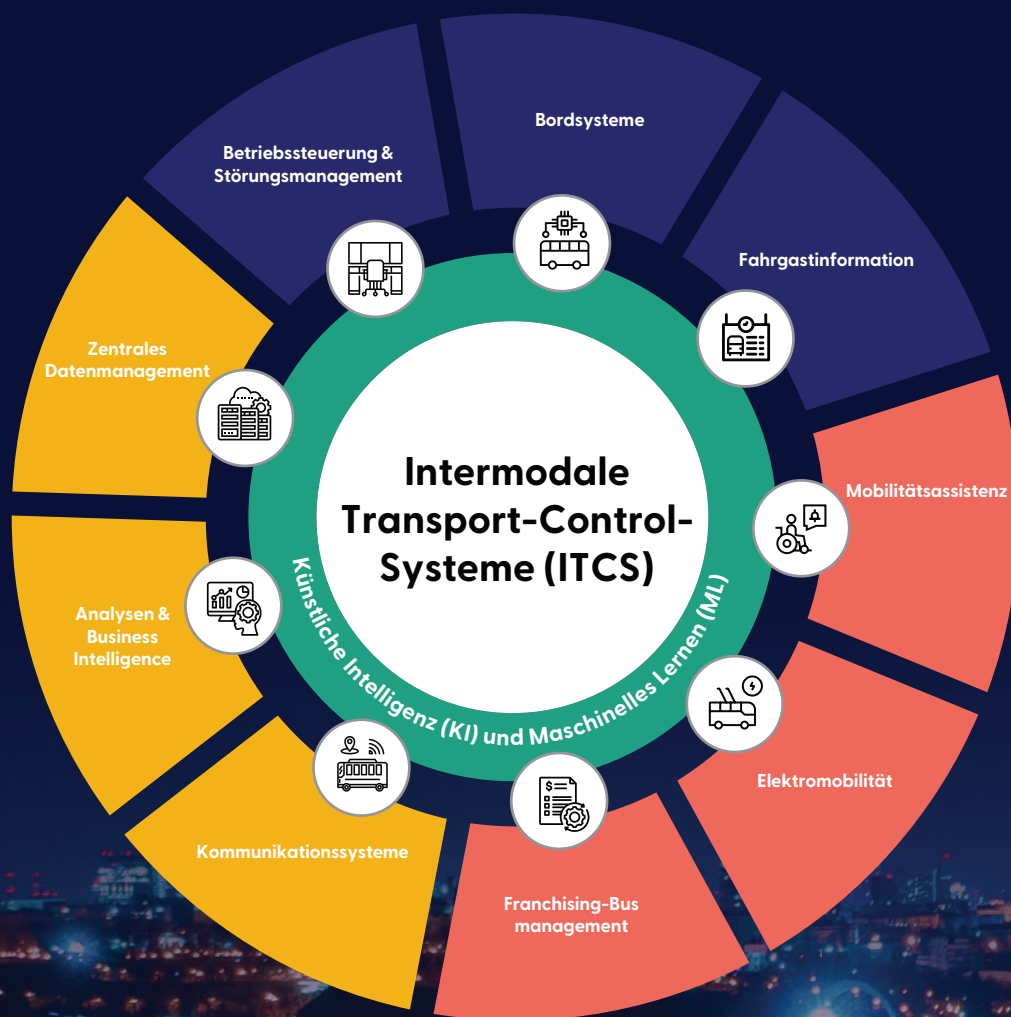 Bordsysteme
Betriebssteuerung &
Störungsmanagement
Fahrgastinformation
Zentrales
Datenmanagement
Mobilitätsassistenz
Intermodale
Transport-Control-
Systeme (ITCS)
Künstliche Intelligenz (KI) und Maschinelles Lernen (ML)
Analysen &
Business
Intelligence
Elektromobilität
Kommunikationssysteme
Franchising-Bus
management